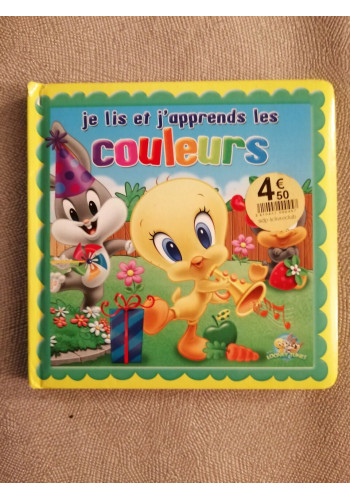 je lis et j'apprends les
couleurs
4€
50